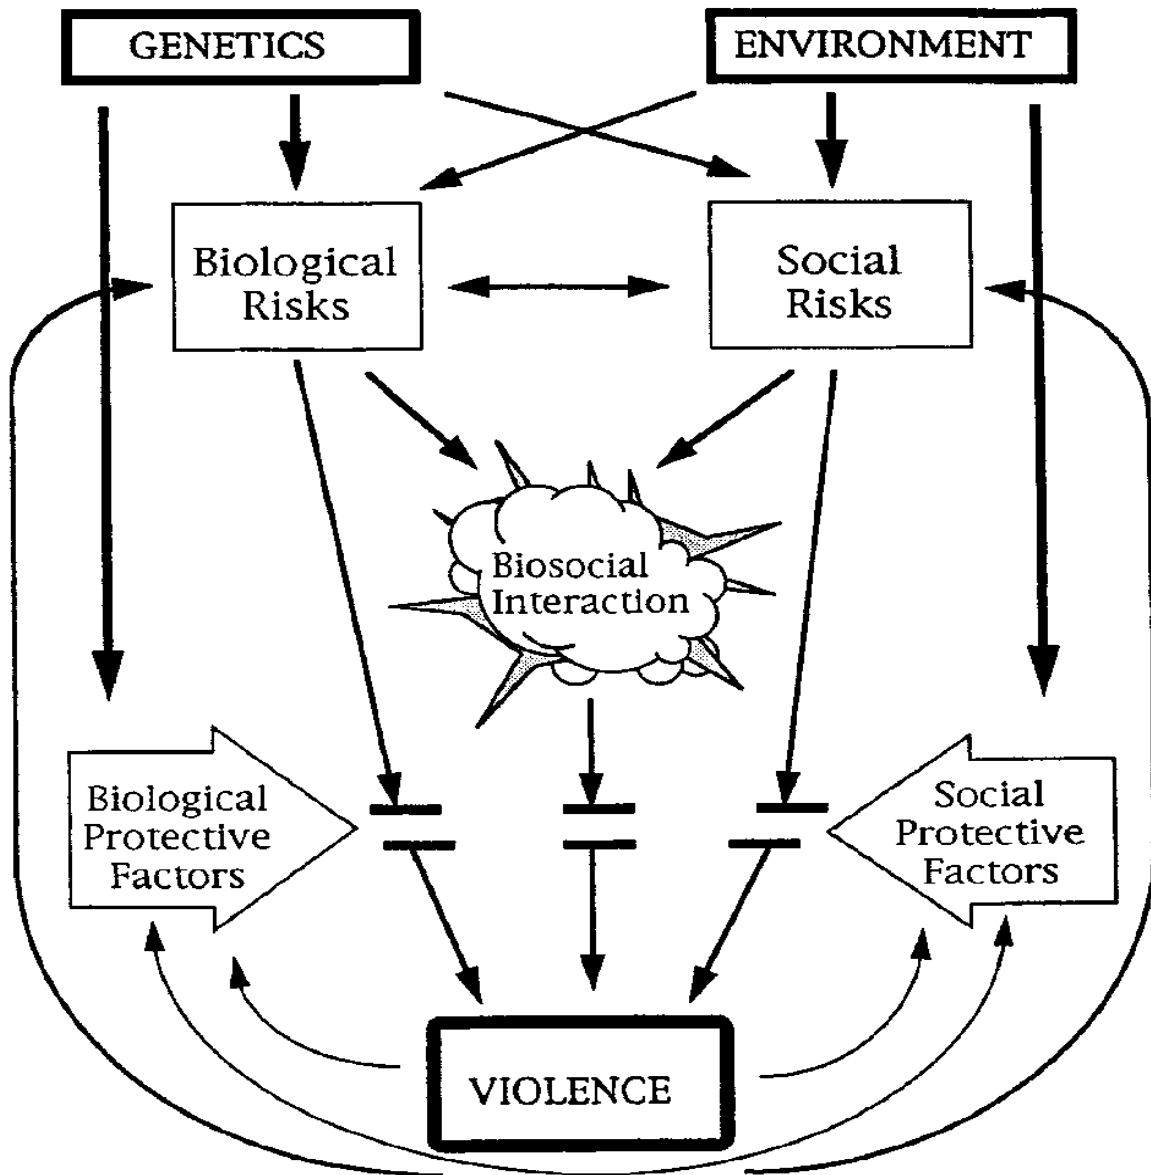 GENETICS
ENVIRONMENT
Biological
Risks
Social
Risks
Biosocial
Interaction
Biological
Protective
Factors
Social
Protective
Factors
VIOLENCE